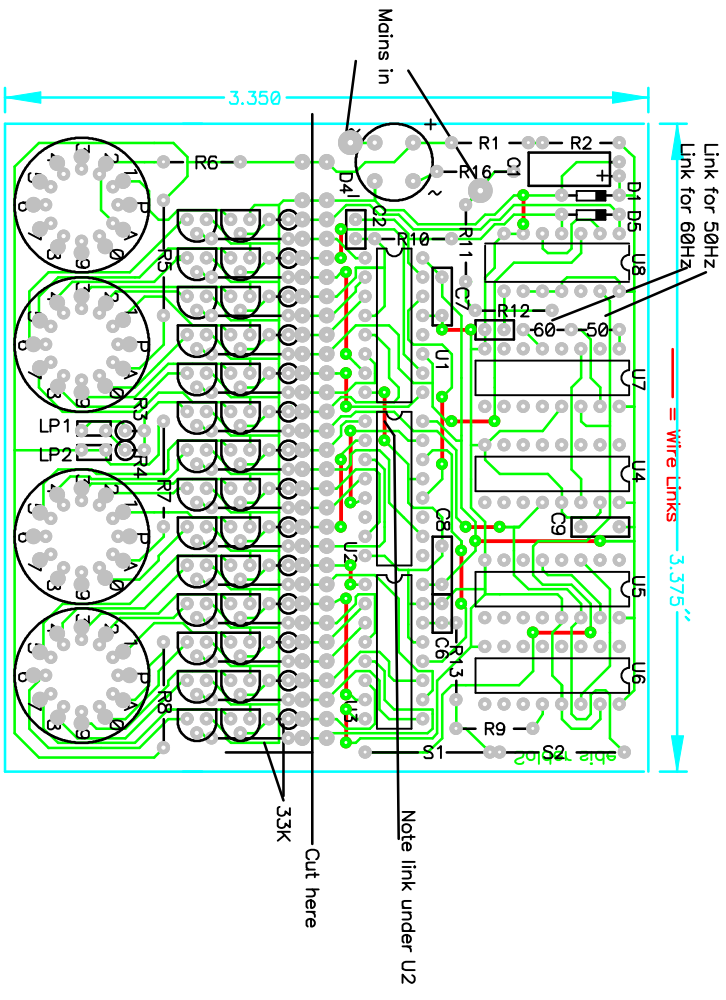 Mains in
3.350
Link for 50Hz
Link for 60Hz
+
R1
R2
R6
R16
C1
+
~
~
D4
D1
D5
C2
R11
R10
U8
R5
C7
R12
60
50
U1
U7
= Wire Links
3.375"
R3
LP1
LP2
R4
R7
U4
C8
C9
U2
U5
C6
R13
U6
R8
U3
R9
S1
S2
Solder side
33K
Cut here
Note link under U2